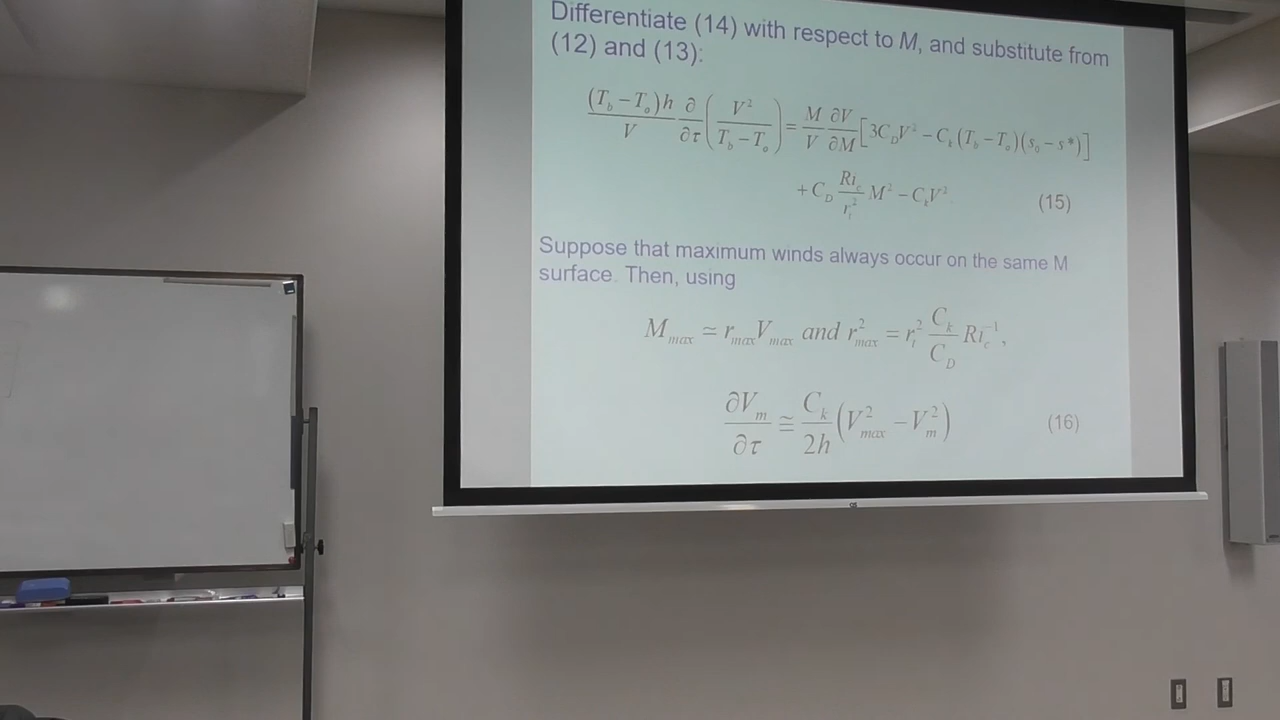 Differentiate (14) with respect to M, and substitute from
(12) and (13):
(T_b − T_o)h/V ∂/∂τ (V²/(T_b − T_o)) = M/V ∂V/∂M [3C_D V² − C_k (T_b − T_o)(s_0 − s*)]
+ C_D Ri_c/r_t² M² − C_k V² (15)
Suppose that maximum winds always occur on the same M
surface. Then, using
M_max ≃ r_max V_max and r²_max = r_t² C_k/C_D Ri_c⁻¹,
∂V_m/∂τ ≅ C_k/2h (V²_max − V²_m) (16)